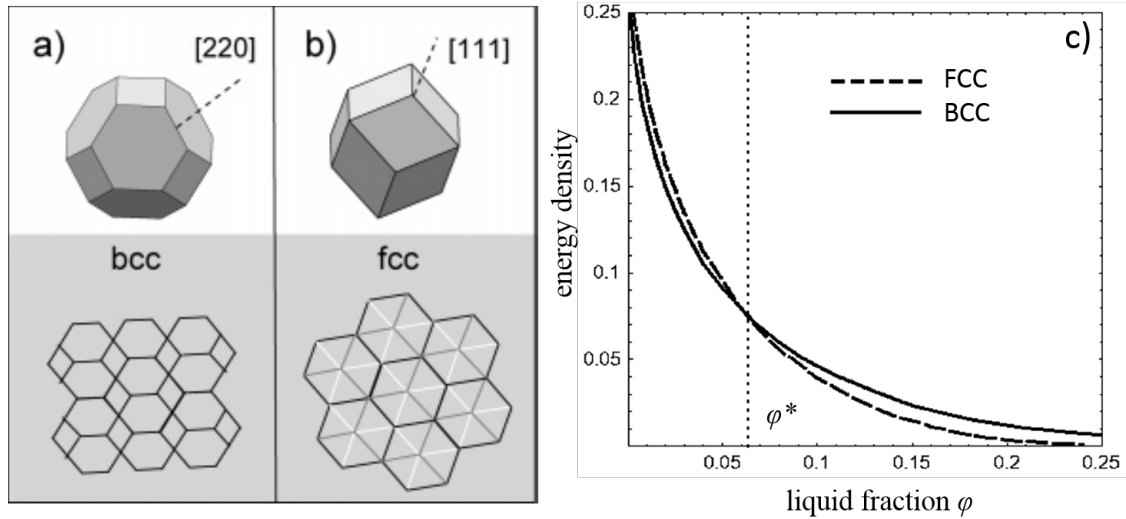 a)
[220]
b)
[111]
bcc
fcc
c)
FCC
BCC
energy density
0.25
0.2
0.15
0.1
0.05
φ*
0.05
0.1
0.15
0.2
0.25
liquid fraction φ